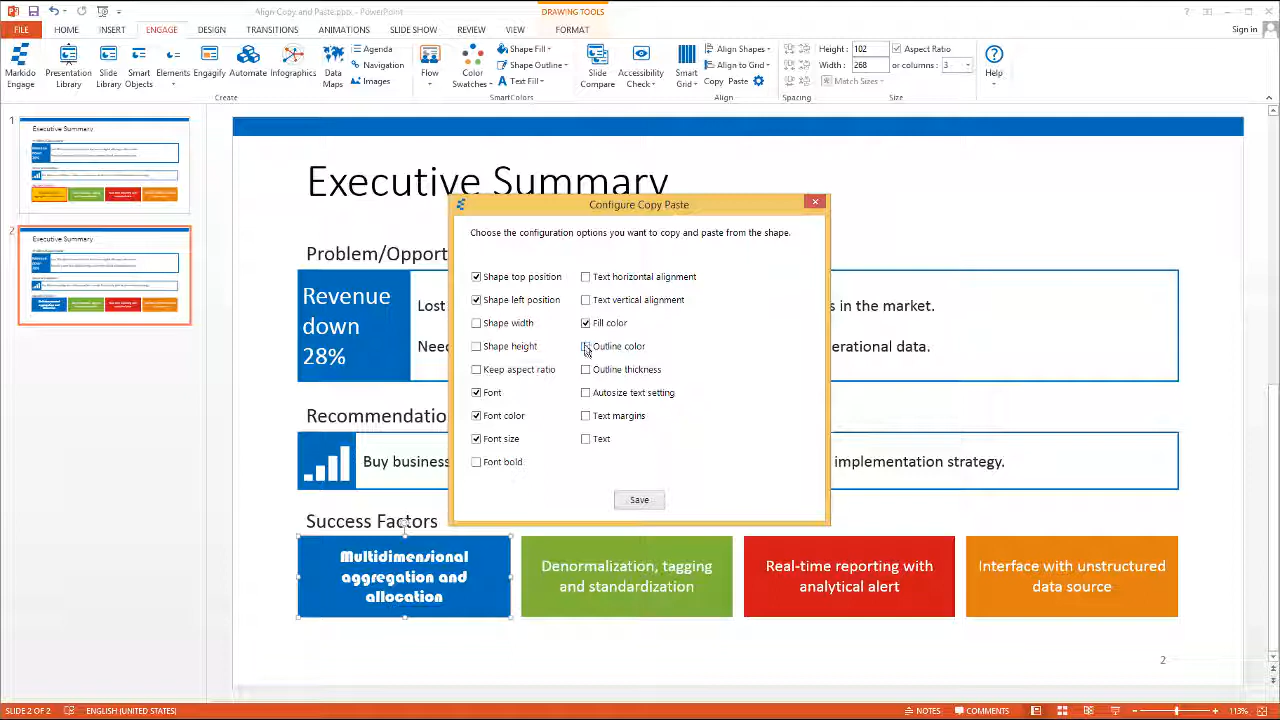 Align Copy and Paste.pptx - PowerPoint
DRAWING TOOLS
?
FILE HOME INSERT ENGAGE DESIGN TRANSITIONS ANIMATIONS SLIDE SHOW REVIEW VIEW FORMAT
Sign in
Markido Engage
Presentation Library
Slide Library
Smart Objects
Elements
Engagify
Automate
Infographics
Data Maps
Agenda
Navigation
Images
Create
Flow
Color Swatches
Shape Fill
Shape Outline
Text Fill
SmartColors
Slide Compare
Accessibility Check
Smart Grid
Align Shapes
Align to Grid
Copy Paste
Align
Spacing
Height: 102
Width: 268
Aspect Ratio
or columns: 3
Match Sizes
Size
Help
1
Executive Summary
2
Executive Summary
Executive Summary
Problem/Opport
Revenue
down
28%
Lost
s in the market.
Need
erational data.
Recommendatio
Buy business
implementation strategy.
Success Factors
Multidimensional
aggregation and
allocation
Denormalization, tagging
and standardization
Real-time reporting with
analytical alert
Interface with unstructured
data source
2
Configure Copy Paste
Choose the configuration options you want to copy and paste from the shape.
Shape top position
Shape left position
Shape width
Shape height
Keep aspect ratio
Font
Font color
Font size
Font bold
Text horizontal alignment
Text vertical alignment
Fill color
Outline color
Outline thickness
Autosize text setting
Text margins
Text
Save
SLIDE 2 OF 2 ENGLISH (UNITED STATES) NOTES COMMENTS 113%